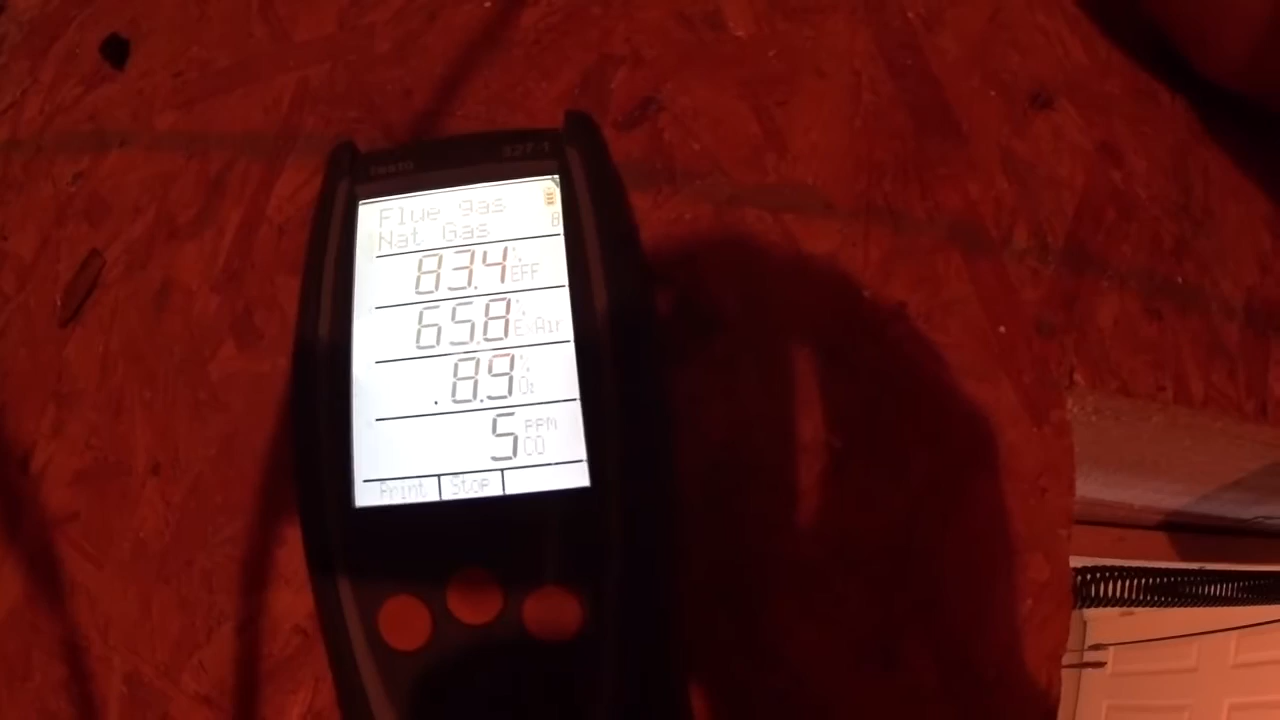 testo 327-1
Flue gas
Nat Gas 8
83.4 % EFF
65.8 % ExAir
8.9 % O₂
5 PPM CO
Print Stop